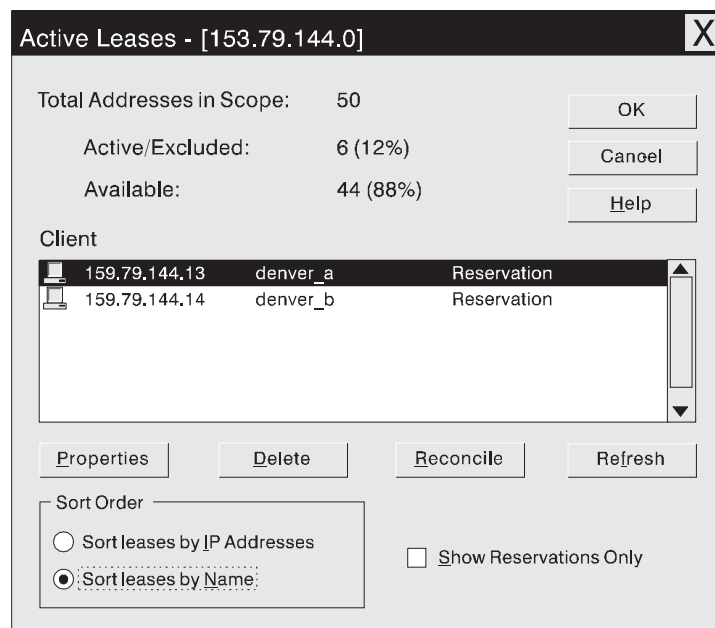 Active Leases - [153.79.144.0] X
Total Addresses in Scope: 50
Active/Excluded: 6 (12%)
Available: 44 (88%)
OK
Cancel
Help
Client
159.79.144.13 denver_a Reservation
159.79.144.14 denver_b Reservation
Properties Delete Reconcile Refresh
Sort Order
Sort leases by IP Addresses
Sort leases by Name
Show Reservations Only